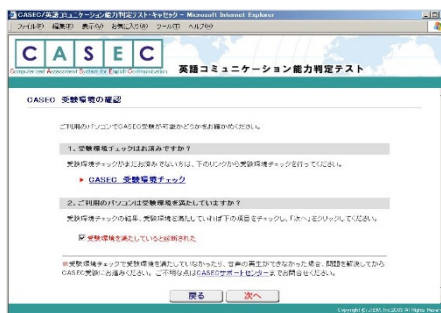 CASEC/英語コミュニケーション能力判定テスト-キャセック - Microsoft Internet Explorer
ファイル(F) 編集(E) 表示(V) お気に入り(A) ツール(T) ヘルプ(H)
CASEC
Computerized Assessment System for English Communication
英語コミュニケーション能力判定テスト
CASEC 受験環境の確認
ご利用のパソコンでCASEC受験が可能かどうかをお確かめください。
1. 受験環境チェックはお済みですか?
受験環境チェックがまだお済みでない方は、下のリンクから受験環境チェックを行ってください。
CASEC 受験環境チェック
2. ご利用のパソコンは受験環境を満たしていますか?
受験環境チェックの結果、受験環境を満たしていれば下の項目をチェックし、「次へ」をクリックしてください。
受験環境を満たしていると診断された
※受験環境チェックで受験環境を満たしていなかったり、音声の再生ができなかった場合、問題を解決してから
CASEC受験にお進みください。ご不明な点はCASECサポートセンターまでお問合せください。
戻る 次へ
Copyright (C) JIEM, Inc.2005 All Rights Reserved